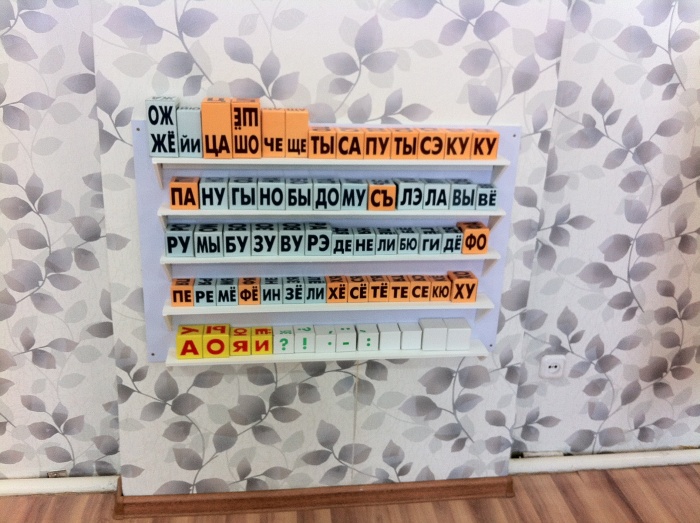 ОЖ
ЖЁ ЙИ ЦА ШО ЧЕ ЩЕ ТЫ СА ПУ ТЫ СЭ КУ КУ
ПА НУ ГЫ НО БЫ ДО МУ СЪ ЛЭ ЛА ВЫ ВЁ
РУ МЫ БУ ЗУ ВУ РЭ ДЕ НЕ ЛИ БЮ ГИ ДЁ ФО
ПЕ РЕ МЁ ФЁ ИН ЗЁ ЛИ ХЁ СЁ ТЁ ТЕ СЕ КЮ ХУ
А О Я И ? ! . - :